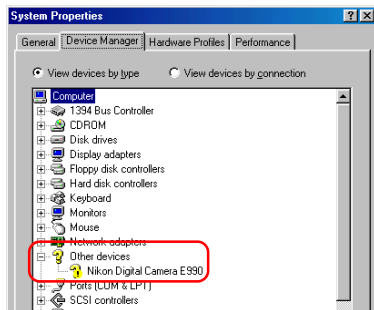 System Properties
General Device Manager Hardware Profiles Performance
View devices by type View devices by connection
Computer
1394 Bus Controller
CDROM
Disk drives
Display adapters
Floppy disk controllers
Hard disk controllers
Keyboard
Monitors
Mouse
Network adapters
Other devices
Nikon Digital Camera E990
Ports (COM & LPT)
SCSI controllers